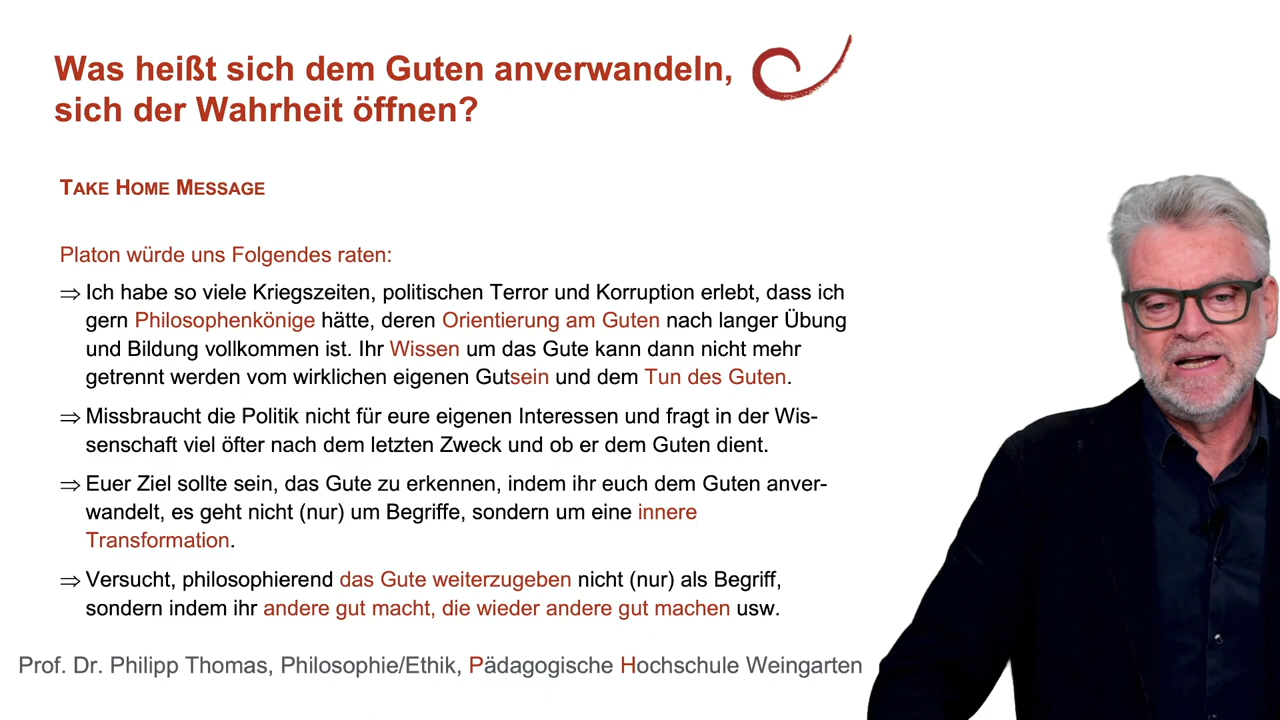 Was heißt sich dem Guten anverwandeln,
sich der Wahrheit öffnen?
TAKE HOME MESSAGE
Platon würde uns Folgendes raten:
⇒ Ich habe so viele Kriegszeiten, politischen Terror und Korruption erlebt, dass ich
gern Philosophenkönige hätte, deren Orientierung am Guten nach langer Übung
und Bildung vollkommen ist. Ihr Wissen um das Gute kann dann nicht mehr
getrennt werden vom wirklichen eigenen Gutsein und dem Tun des Guten.
⇒ Missbraucht die Politik nicht für eure eigenen Interessen und fragt in der Wis-
senschaft viel öfter nach dem letzten Zweck und ob er dem Guten dient.
⇒ Euer Ziel sollte sein, das Gute zu erkennen, indem ihr euch dem Guten anver-
wandelt, es geht nicht (nur) um Begriffe, sondern um eine innere
Transformation.
⇒ Versucht, philosophierend das Gute weiterzugeben nicht (nur) als Begriff,
sondern indem ihr andere gut macht, die wieder andere gut machen usw.
Prof. Dr. Philipp Thomas, Philosophie/Ethik, Pädagogische Hochschule Weingarten